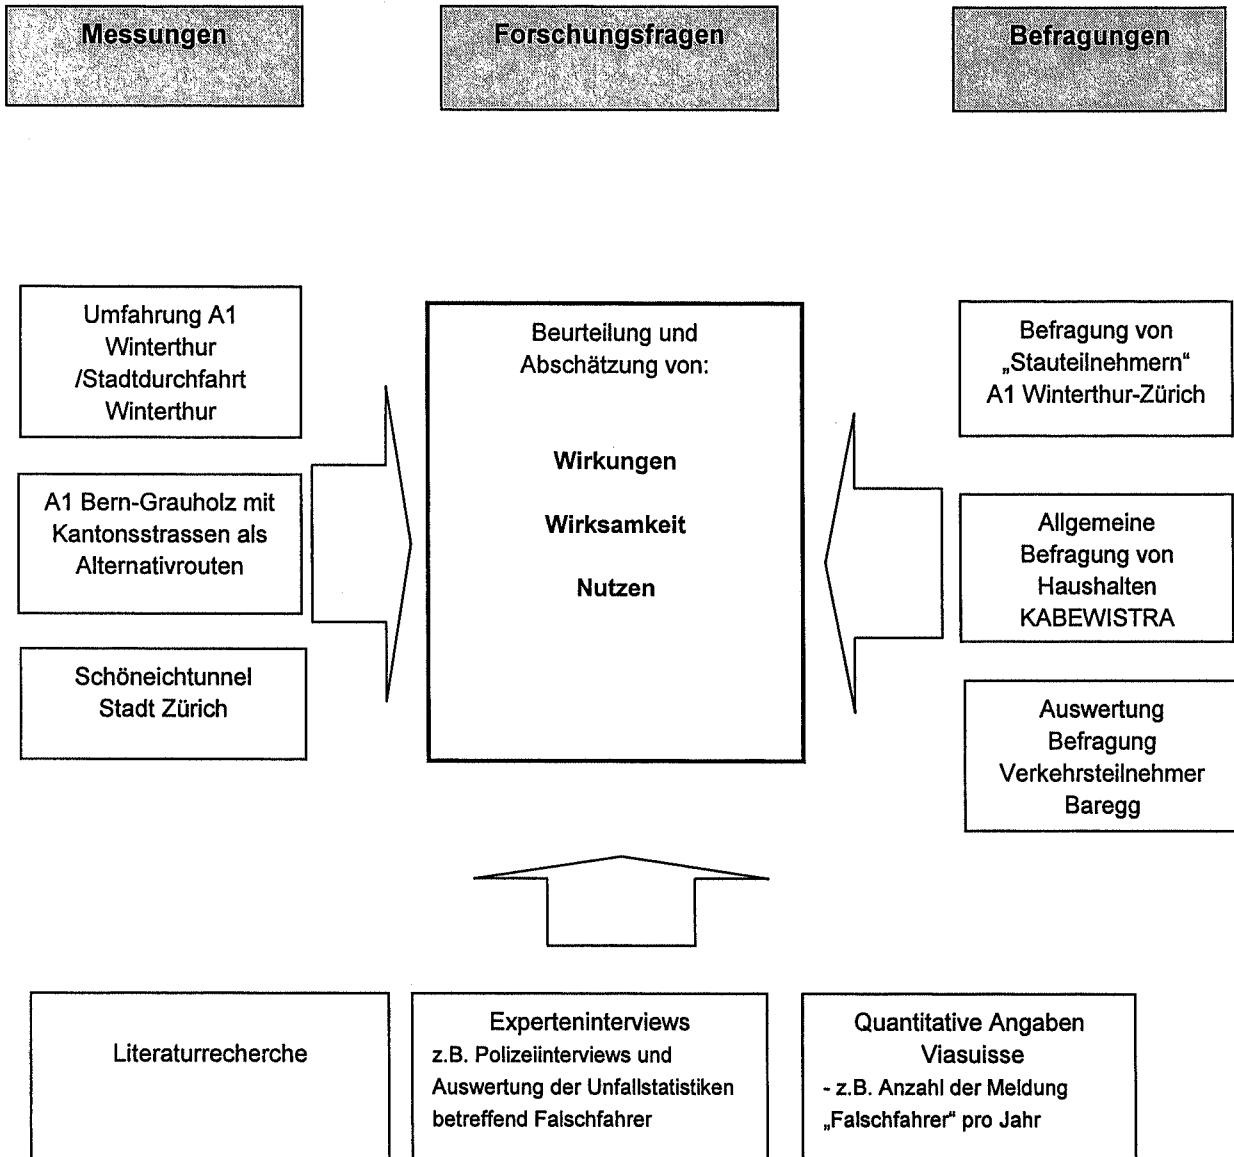 Messungen
Forschungsfragen
Befragungen
Umfahrung A1
Winterthur
/Stadtdurchfahrt
Winterthur
A1 Bern-Grauholz mit
Kantonsstrassen als
Alternativrouten
Schöneichtunnel
Stadt Zürich
Beurteilung und
Abschätzung von:
Wirkungen
Wirksamkeit
Nutzen
Befragung von
„Stauteilnehmern“
A1 Winterthur-Zürich
Allgemeine
Befragung von
Haushalten
KABEWISTRA
Auswertung
Befragung
Verkehrsteilnehmer
Baregg
Literaturrecherche
Experteninterviews
z.B. Polizeiinterviews und
Auswertung der Unfallstatistiken
betreffend Falschfahrer
Quantitative Angaben
Viasuisse
- z.B. Anzahl der Meldung
„Falschfahrer“ pro Jahr